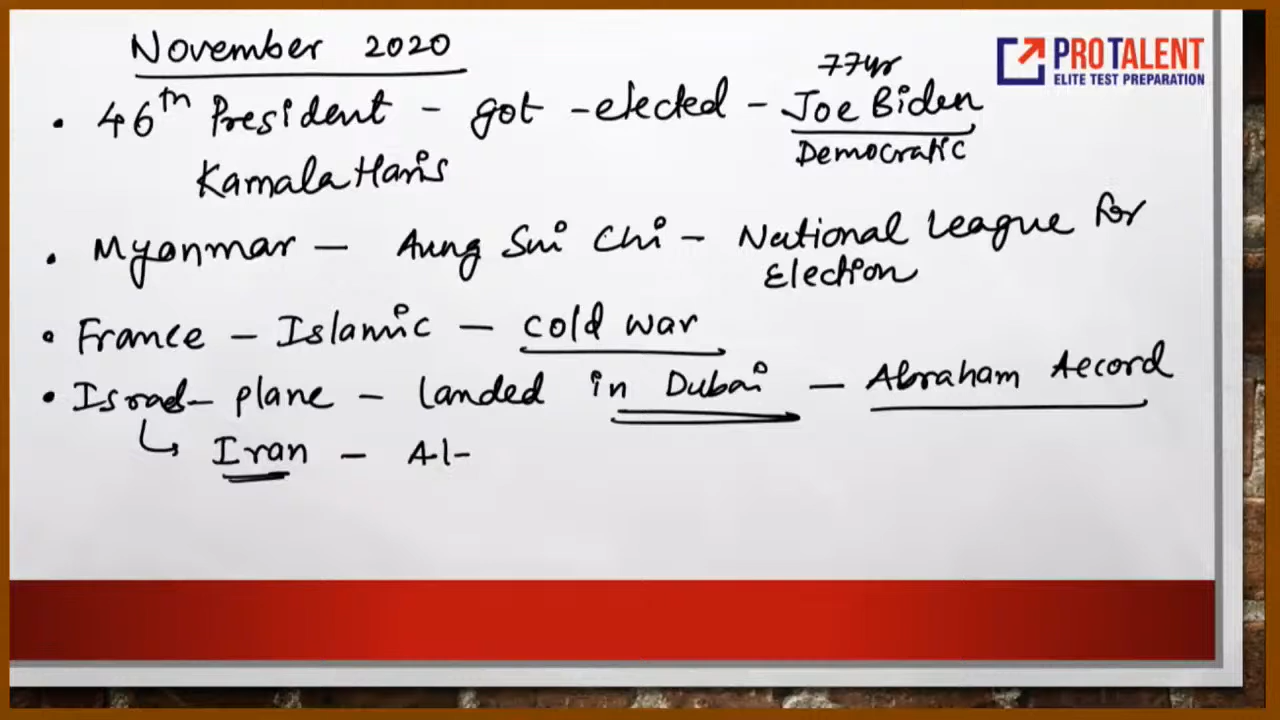 November 2020
PROTALENT
ELITE TEST PREPARATION
77yr
46th President - got - elected - Joe Biden
Democratic
Kamala Haris
Myanmar - Aung Sui Chi - National League for
Election
France - Islamic - cold war
Israel - plane - landed in Dubai - Abraham Accord
Iran - Al-